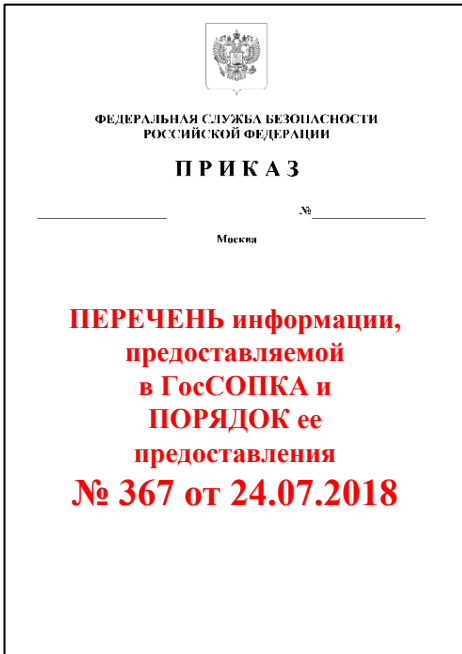 ФЕДЕРАЛЬНАЯ СЛУЖБА БЕЗОПАСНОСТИ
РОССИЙСКОЙ ФЕДЕРАЦИИ
ПРИКАЗ
№
Москва
ПЕРЕЧЕНЬ информации,
предоставляемой
в ГосСОПКА и
ПОРЯДОК ее
предоставления
№ 367 от 24.07.2018